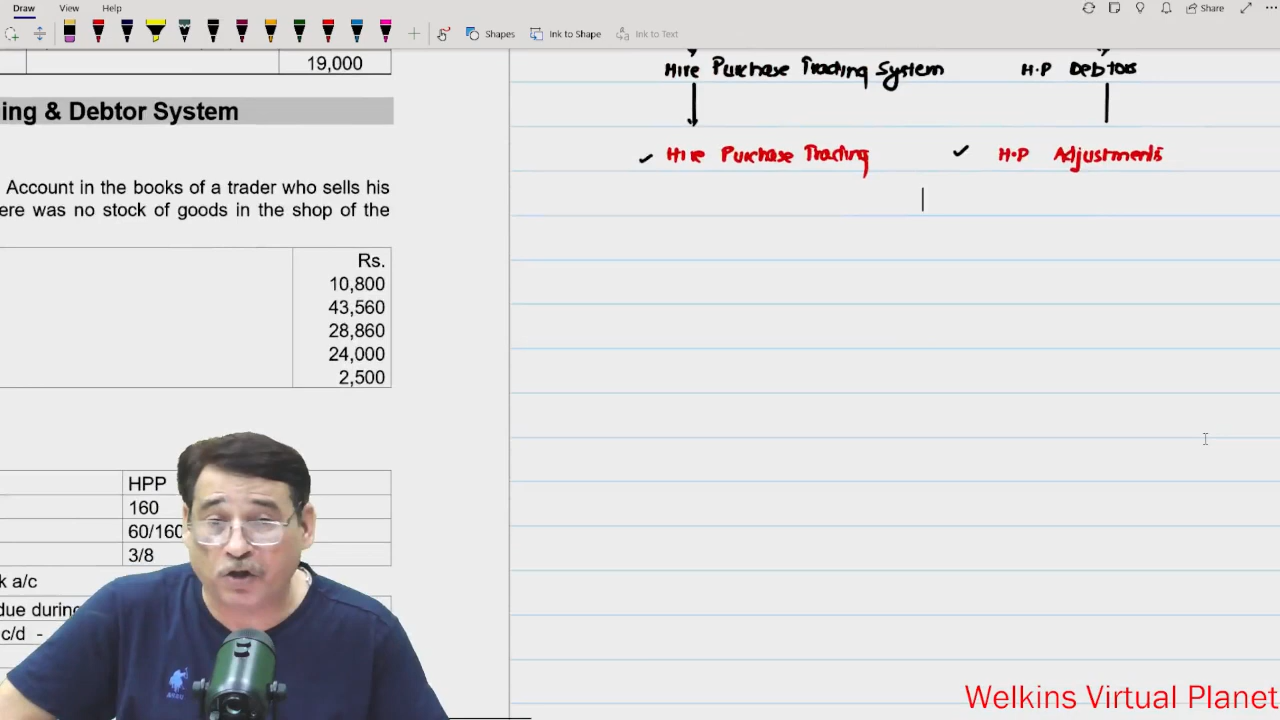 Draw View Help
Share
Shapes Ink to Shape Ink to Text
19,000
ing & Debtor System
Account in the books of a trader who sells his
ere was no stock of goods in the shop of the
Rs.
10,800
43,560
28,860
24,000
2,500
HPP
160
60/160
3/8
k a/c
due during
c/d -
Hire Purchase Trading System H.P Debtors
Hire Purchase Trading H.P Adjustments
Welkins Virtual Planet